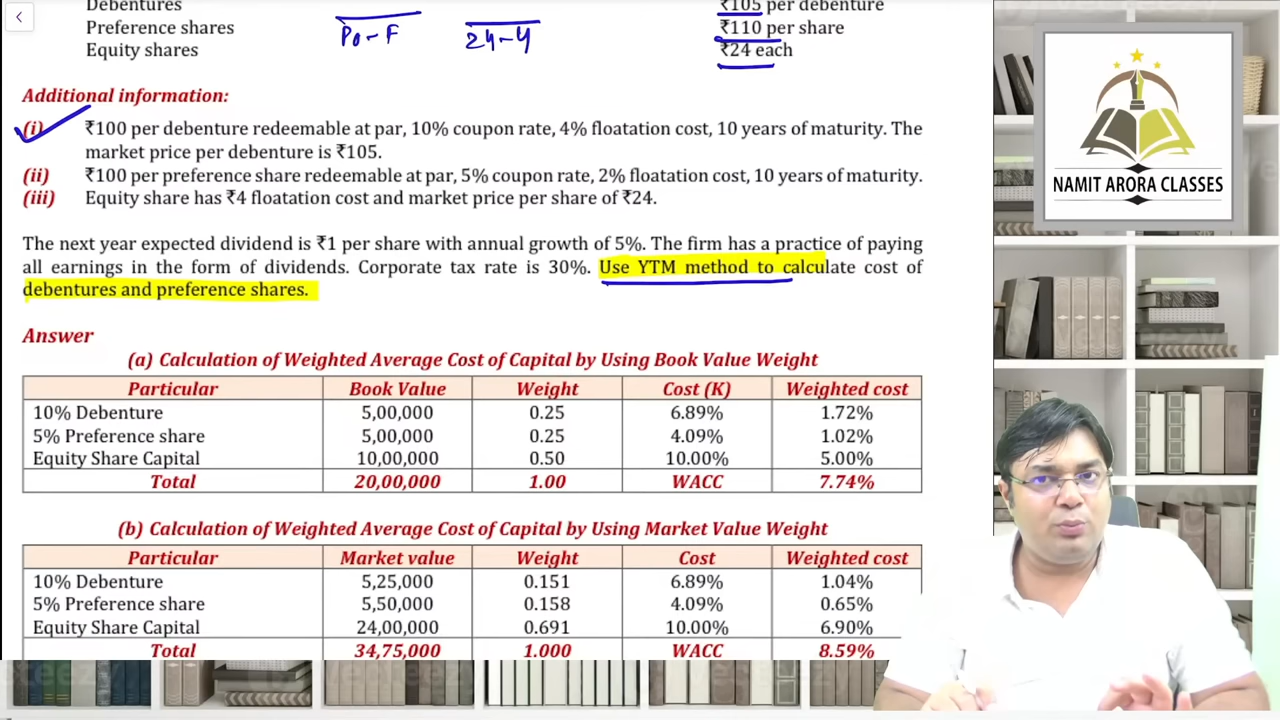 Debentures ₹105 per debenture
Preference shares P0 - F 24-4 ₹110 per share
Equity shares ₹24 each
Additional information:
(i) ₹100 per debenture redeemable at par, 10% coupon rate, 4% floatation cost, 10 years of maturity. The
market price per debenture is ₹105.
(ii) ₹100 per preference share redeemable at par, 5% coupon rate, 2% floatation cost, 10 years of maturity.
(iii) Equity share has ₹4 floatation cost and market price per share of ₹24.
The next year expected dividend is ₹1 per share with annual growth of 5%. The firm has a practice of paying
all earnings in the form of dividends. Corporate tax rate is 30%. Use YTM method to calculate cost of
debentures and preference shares.
Answer
(a) Calculation of Weighted Average Cost of Capital by Using Book Value Weight
Particular Book Value Weight Cost (K) Weighted cost
10% Debenture 5,00,000 0.25 6.89% 1.72%
5% Preference share 5,00,000 0.25 4.09% 1.02%
Equity Share Capital 10,00,000 0.50 10.00% 5.00%
Total 20,00,000 1.00 WACC 7.74%
(b) Calculation of Weighted Average Cost of Capital by Using Market Value Weight
Particular Market value Weight Cost Weighted cost
10% Debenture 5,25,000 0.151 6.89% 1.04%
5% Preference share 5,50,000 0.158 4.09% 0.65%
Equity Share Capital 24,00,000 0.691 10.00% 6.90%
Total 34,75,000 1.000 WACC 8.59%
NAMIT ARORA CLASSES